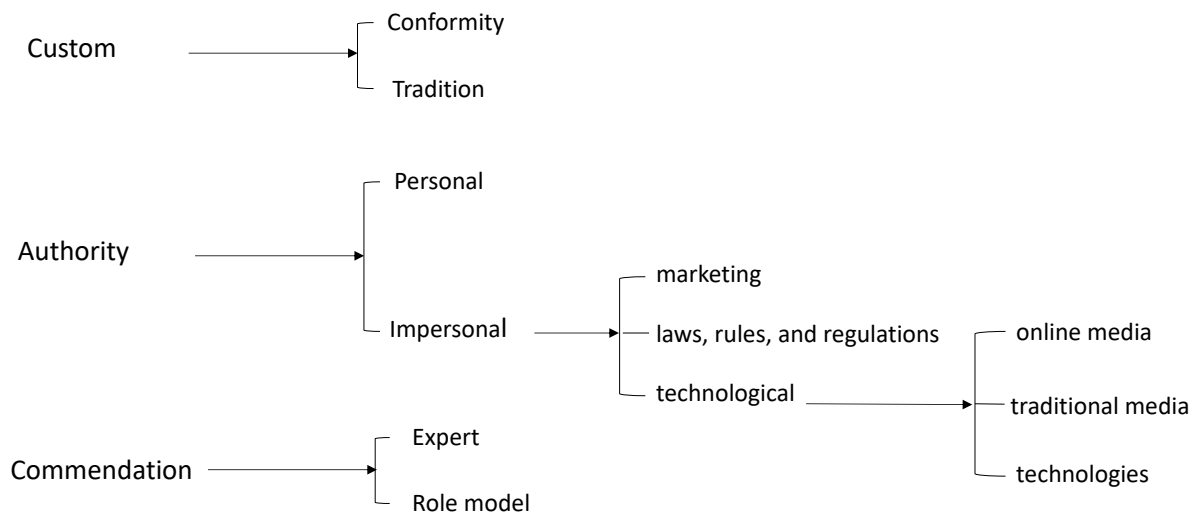 Custom
Conformity
Tradition
Authority
Personal
Impersonal
marketing
laws, rules, and regulations
technological
online media
traditional media
technologies
Commendation
Expert
Role model